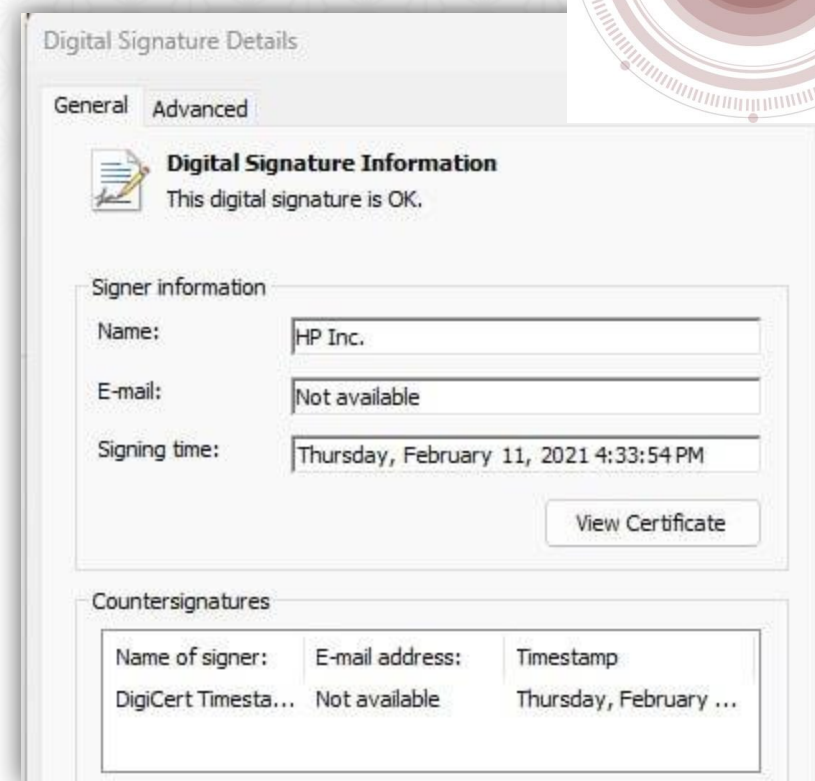 Digital Signature Details
General Advanced
Digital Signature Information
This digital signature is OK.
Signer information
Name: HP Inc.
E-mail: Not available
Signing time: Thursday, February 11, 2021 4:33:54 PM
View Certificate
Countersignatures
Name of signer: E-mail address: Timestamp
DigiCert Timesta... Not available Thursday, February ...